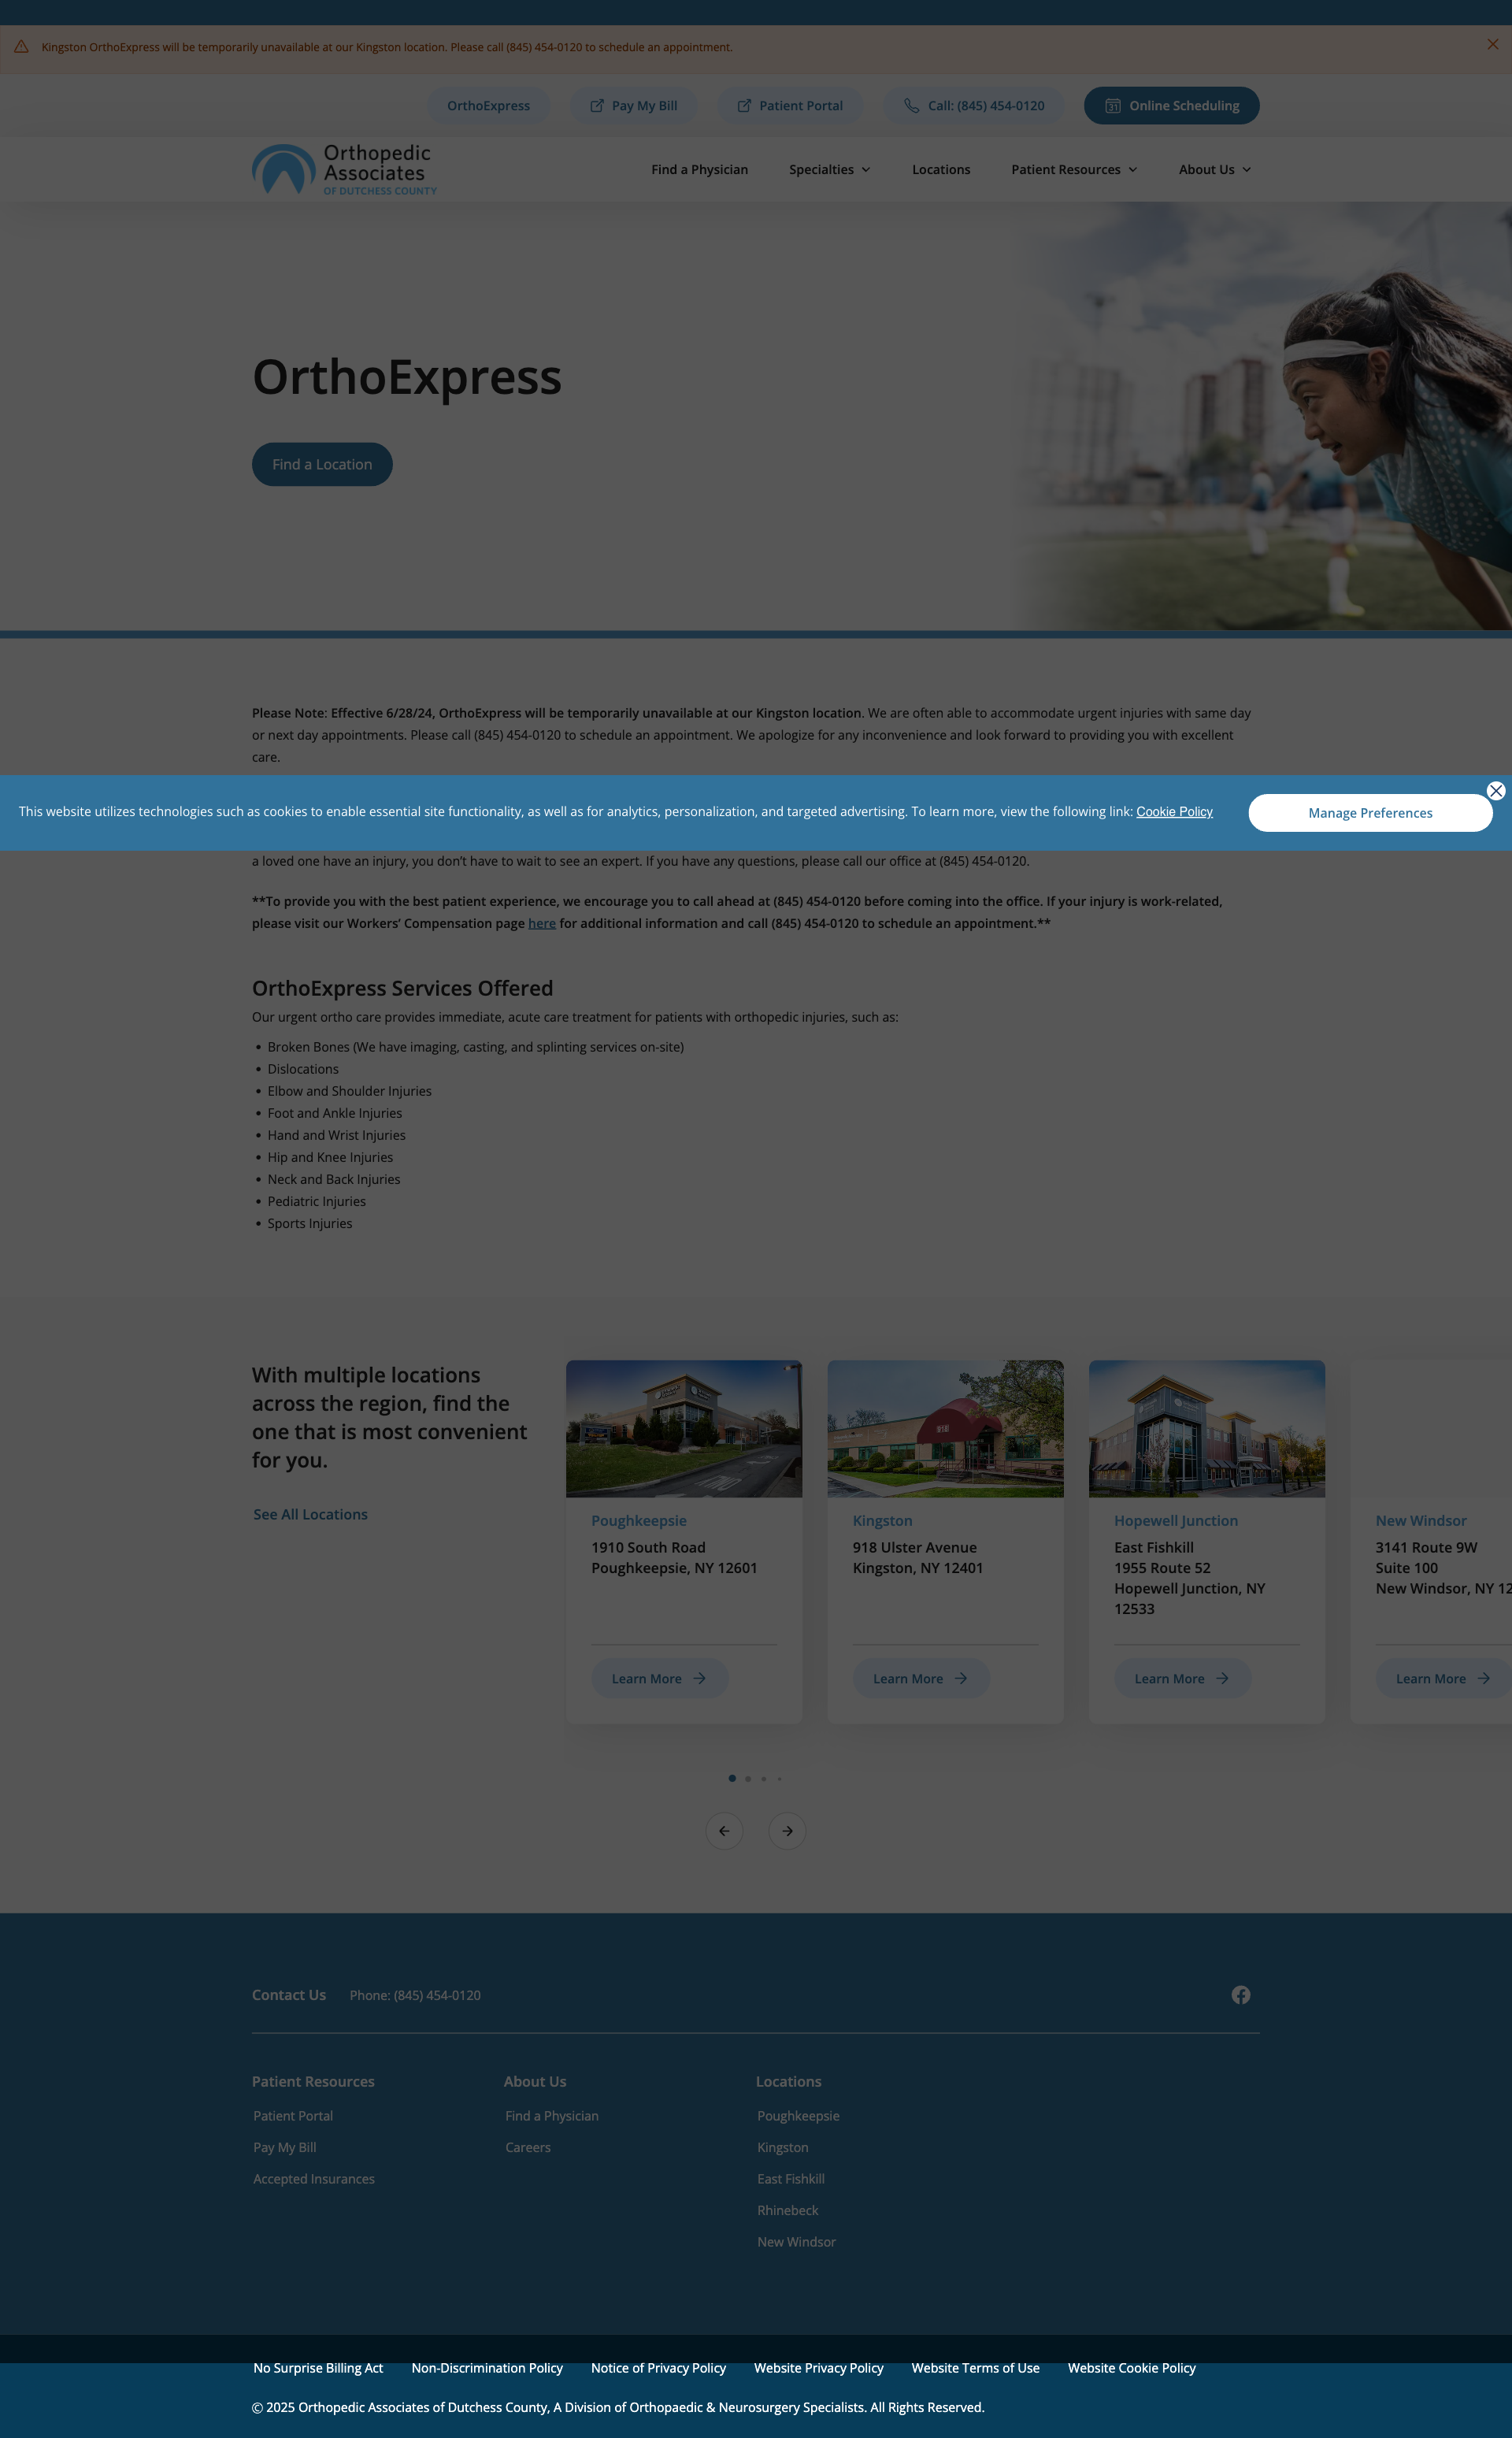 Kingston OrthoExpress will be temporarily unavailable at our Kingston location. Please call (845) 454-0120 to schedule an appointment.
OrthoExpress
Pay My Bill
Patient Portal
Call: (845) 454-0120
Online Scheduling
Orthopedic
Associates
OF DUTCHESS COUNTY
Find a Physician
Specialties
Locations
Patient Resources
About Us
OrthoExpress
Find a Location
Please Note: Effective 6/28/24, OrthoExpress will be temporarily unavailable at our Kingston location. We are often able to accommodate urgent injuries with same day
or next day appointments. Please call (845) 454-0120 to schedule an appointment. We apologize for any inconvenience and look forward to providing you with excellent
care.
This website utilizes technologies such as cookies to enable essential site functionality, as well as for analytics, personalization, and targeted advertising. To learn more, view the following link: Cookie Policy
Manage Preferences
a loved one have an injury, you don’t have to wait to see an expert. If you have any questions, please call our office at (845) 454-0120.
**To provide you with the best patient experience, we encourage you to call ahead at (845) 454-0120 before coming into the office. If your injury is work-related,
please visit our Workers’ Compensation page here for additional information and call (845) 454-0120 to schedule an appointment.**
OrthoExpress Services Offered
Our urgent ortho care provides immediate, acute care treatment for patients with orthopedic injuries, such as:
• Broken Bones (We have imaging, casting, and splinting services on-site)
• Dislocations
• Elbow and Shoulder Injuries
• Foot and Ankle Injuries
• Hand and Wrist Injuries
• Hip and Knee Injuries
• Neck and Back Injuries
• Pediatric Injuries
• Sports Injuries
With multiple locations
across the region, find the
one that is most convenient
for you.
See All Locations
Poughkeepsie
1910 South Road
Poughkeepsie, NY 12601
Learn More
Kingston
918 Ulster Avenue
Kingston, NY 12401
Learn More
Hopewell Junction
East Fishkill
1955 Route 52
Hopewell Junction, NY
12533
Learn More
New Windsor
3141 Route 9W
Suite 100
New Windsor, NY 12
Learn More
Contact Us
Phone: (845) 454-0120
Patient Resources
Patient Portal
Pay My Bill
Accepted Insurances
About Us
Find a Physician
Careers
Locations
Poughkeepsie
Kingston
East Fishkill
Rhinebeck
New Windsor
No Surprise Billing Act
Non-Discrimination Policy
Notice of Privacy Policy
Website Privacy Policy
Website Terms of Use
Website Cookie Policy
© 2025 Orthopedic Associates of Dutchess County, A Division of Orthopaedic & Neurosurgery Specialists. All Rights Reserved.